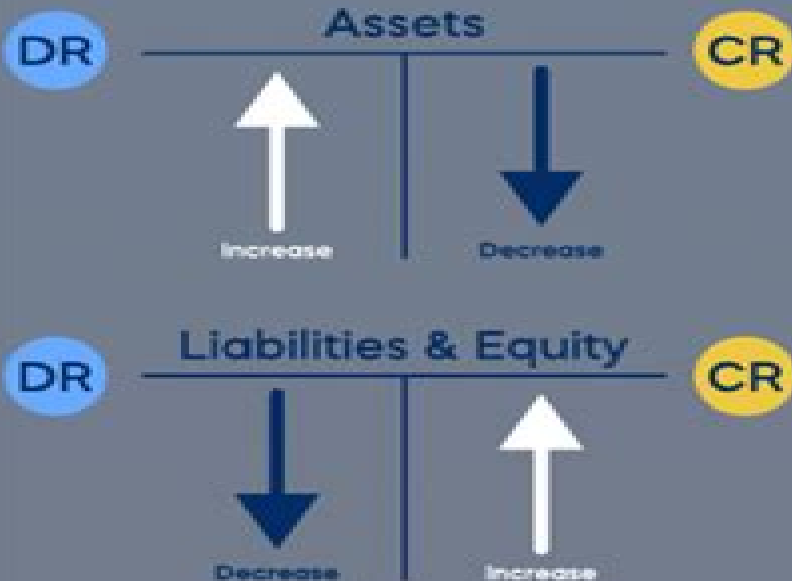 Assets
DR CR
Increase Decrease
Liabilities & Equity
DR CR
Decrease Increase